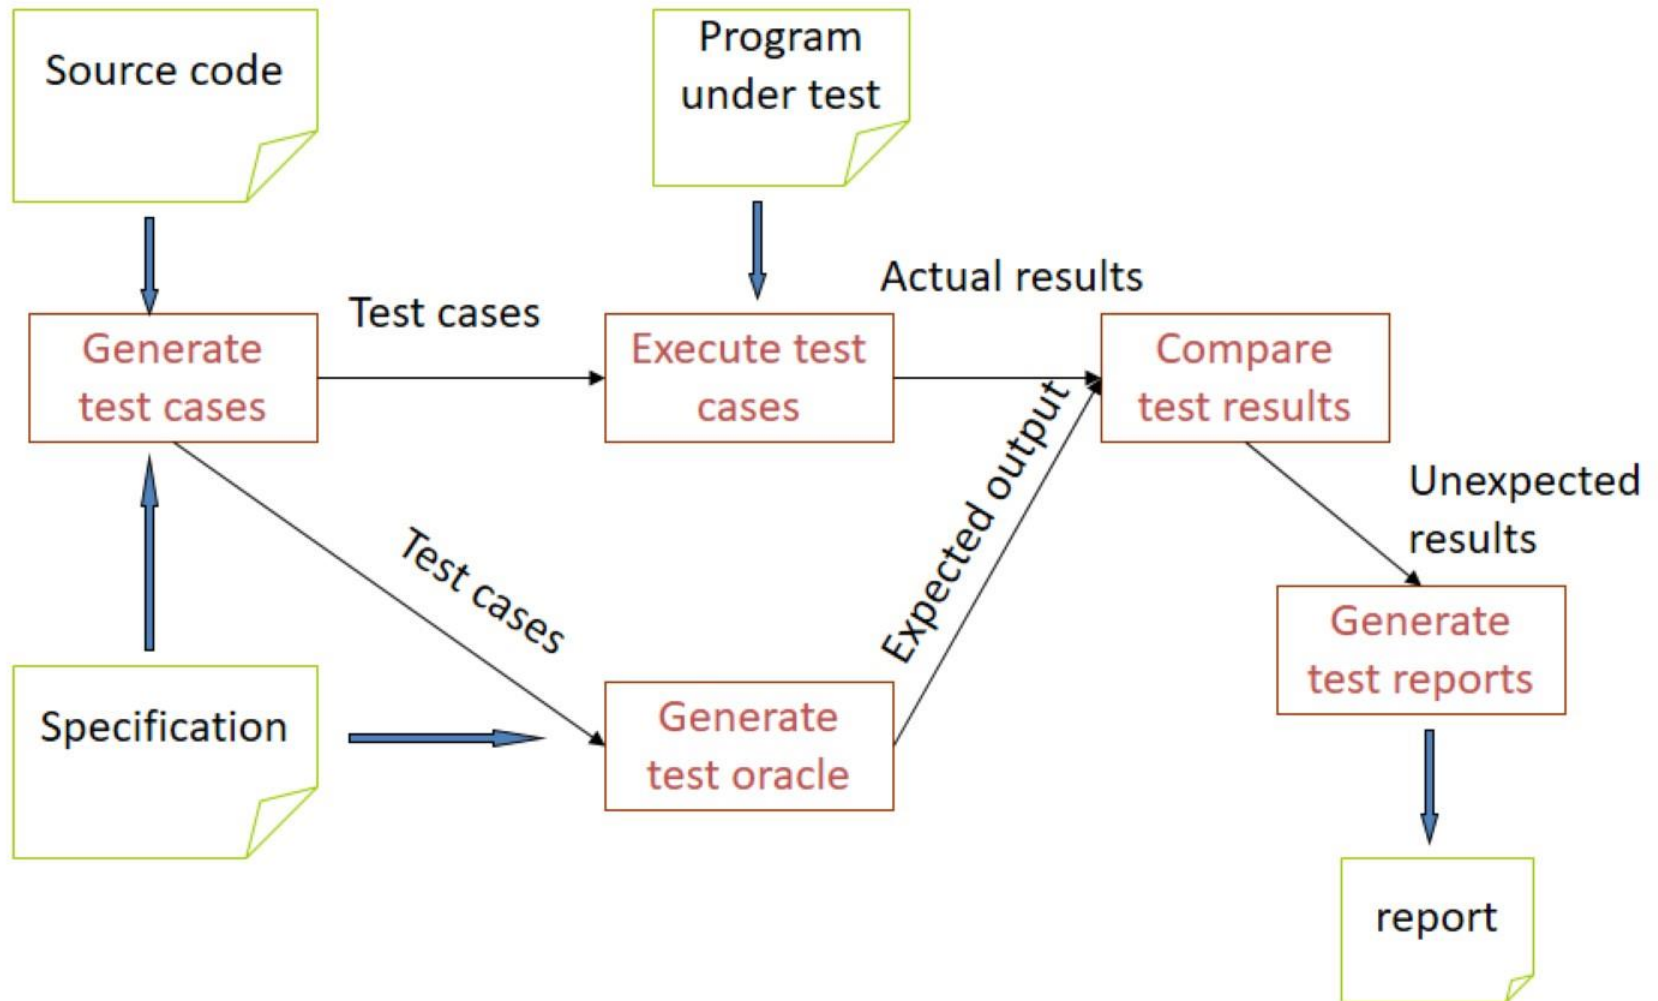 Source code
Program
under test
Actual results
Test cases
Generate
test cases
Execute test
cases
Compare
test results
Expected output
Unexpected
results
Test cases
Generate
test reports
Specification
Generate
test oracle
report